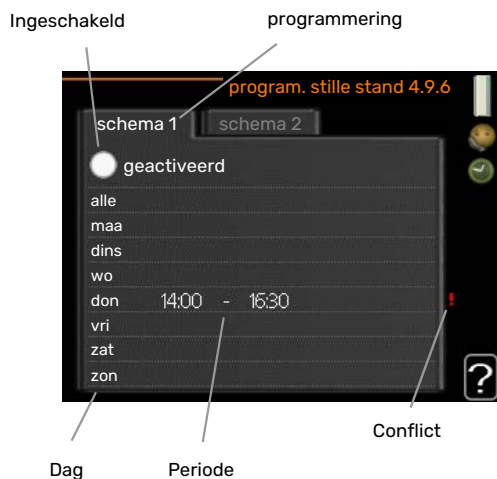 Ingeschakeld
programmering
program. stille stand 4.9.6
schema 1
schema 2
geactiveerd
alle
maa
dins
wo
don 14:00 - 16:30
vri
zat
zon
!
?
Conflict
Dag
Periode